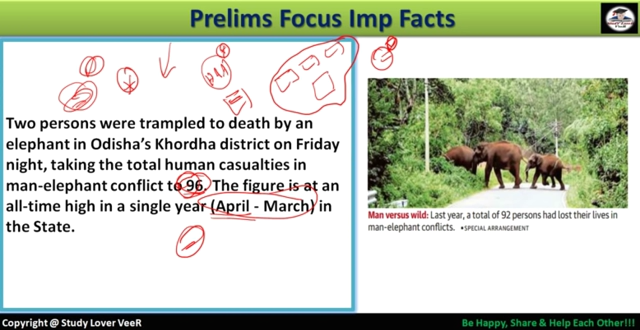 Prelims Focus Imp Facts
Two persons were trampled to death by an
elephant in Odisha's Khordha district on Friday
night, taking the total human casualties in
man-elephant conflict to 96. The figure is at an
all-time high in a single year (April - March) in
the State.
Man versus wild: Last year, a total of 92 persons had lost their lives in
man-elephant conflicts. •SPECIAL ARRANGEMENT
Copyright @ Study Lover VeeR
Be Happy, Share & Help Each Other!!!